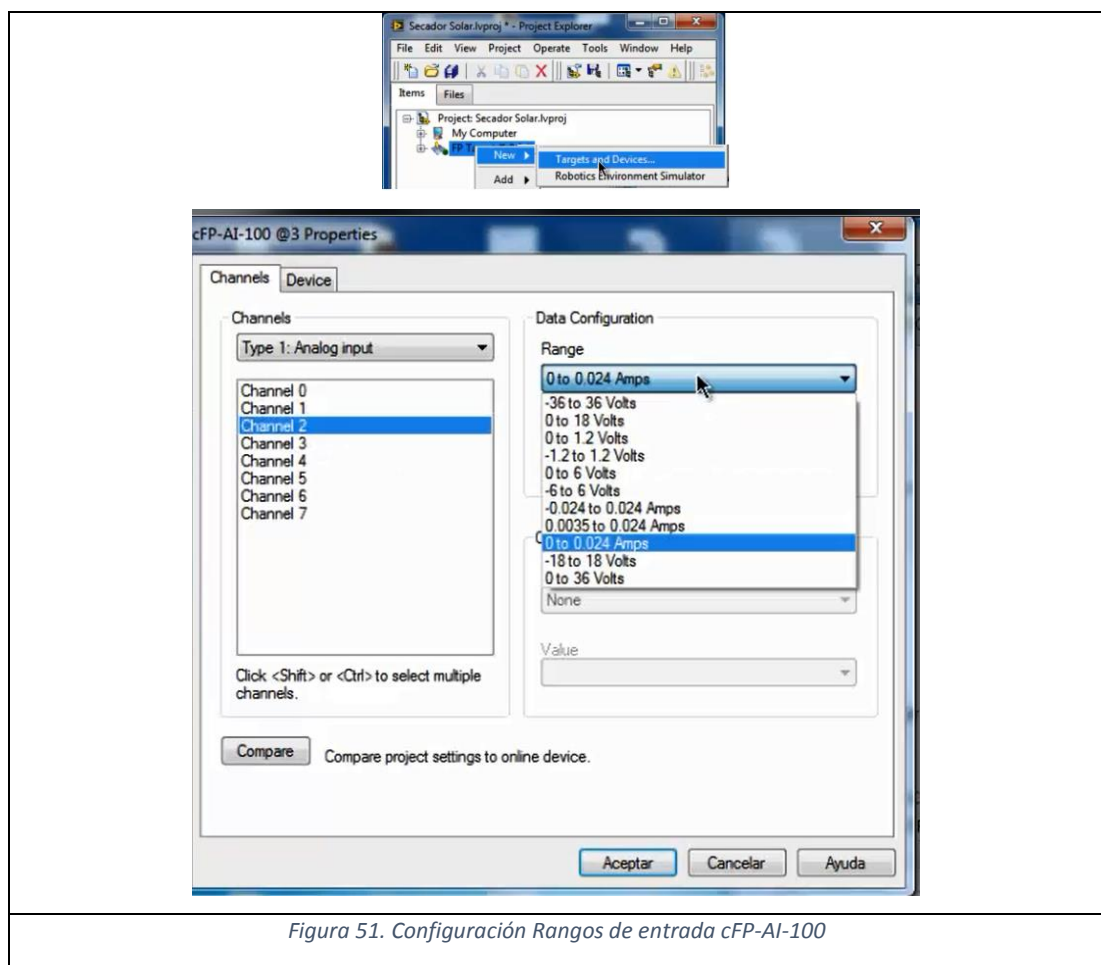 Secador Solar.lvproj * - Project Explorer
File Edit View Project Operate Tools Window Help
Items Files
Project: Secador Solar.lvproj
My Computer
FP
New
Targets and Devices...
Add
Robotics Environment Simulator
cFP-AI-100 @3 Properties
Channels Device
Channels
Type 1: Analog input
Channel 0
Channel 1
Channel 2
Channel 3
Channel 4
Channel 5
Channel 6
Channel 7
Click <Shift> or <Ctrl> to select multiple
channels.
Data Configuration
Range
0 to 0.024 Amps
-36 to 36 Volts
0 to 18 Volts
0 to 1.2 Volts
-1.2 to 1.2 Volts
0 to 6 Volts
-6 to 6 Volts
-0.024 to 0.024 Amps
0.0035 to 0.024 Amps
0 to 0.024 Amps
-18 to 18 Volts
0 to 36 Volts
None
Value
Compare Compare project settings to online device.
Aceptar Cancelar Ayuda
Figura 51. Configuración Rangos de entrada cFP-AI-100